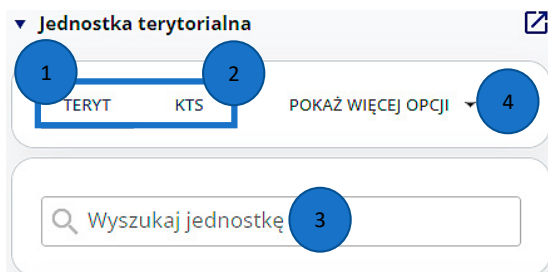 Jednostka terytorialna
1 2
TERYT KTS POKAŻ WIĘCEJ OPCJI 4
Wyszukaj jednostkę 3